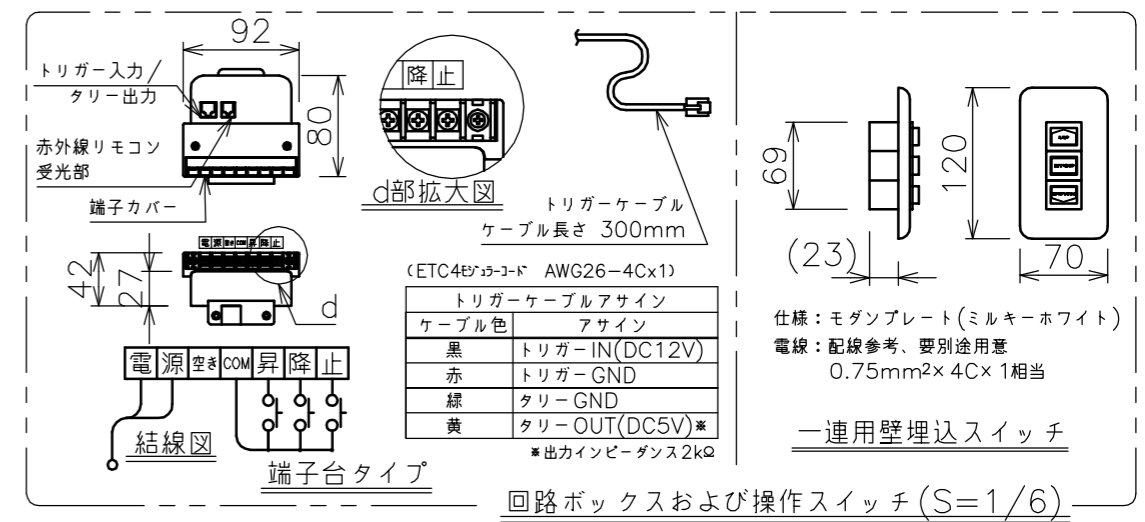 92
トリガー入力/
タリー出力
赤外線リモコン
受光部
端子カバー
80
降 止
d部拡大図
トリガーケーブル
ケーブル長さ 300mm
電 源 空き COM 昇 降 止
42
27
d
電 源 空き COM 昇 降 止
結線図
端子台タイプ
(ETC4モジュラーコード AWG26-4Cx1)
トリガーケーブルアサイン
ケーブル色 アサイン
黒 トリガーIN(DC12V)
赤 トリガーGND
緑 タリーGND
黄 タリーOUT(DC5V)※
※出力インピーダンス2kΩ
69
(23)
120
70
仕様：モダンプレート(ミルキーホワイト)
電線：配線参考、要別途用意
0.75mm²×4C×1相当
一連用壁埋込スイッチ
回路ボックスおよび操作スイッチ(S=1/6)